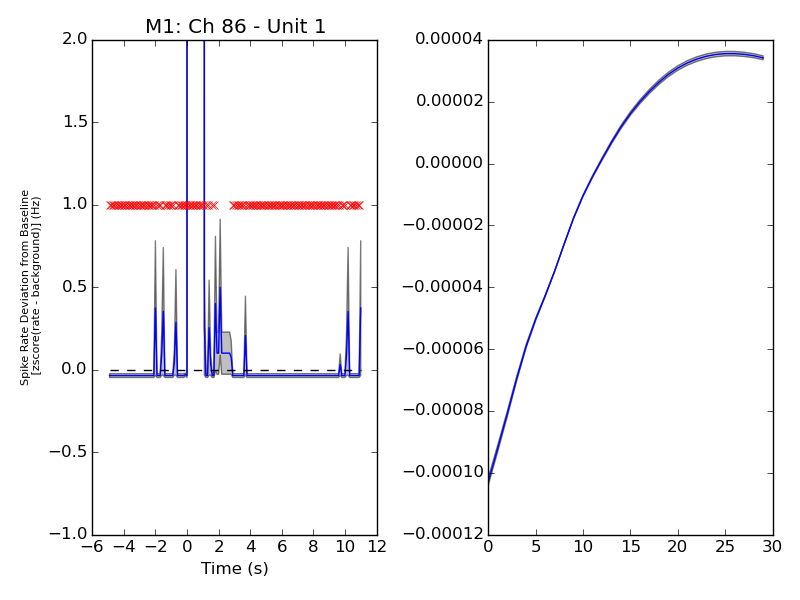 M1: Ch 86 - Unit 1
Spike Rate Deviation from Baseline
[zscore(rate - background)] (Hz)
2.0
1.5
1.0
0.5
0.0
−0.5
−1.0
−6 −4 −2 0 2 4 6 8 10 12
Time (s)
0.00004
0.00002
0.00000
−0.00002
−0.00004
−0.00006
−0.00008
−0.00010
−0.00012
0 5 10 15 20 25 30